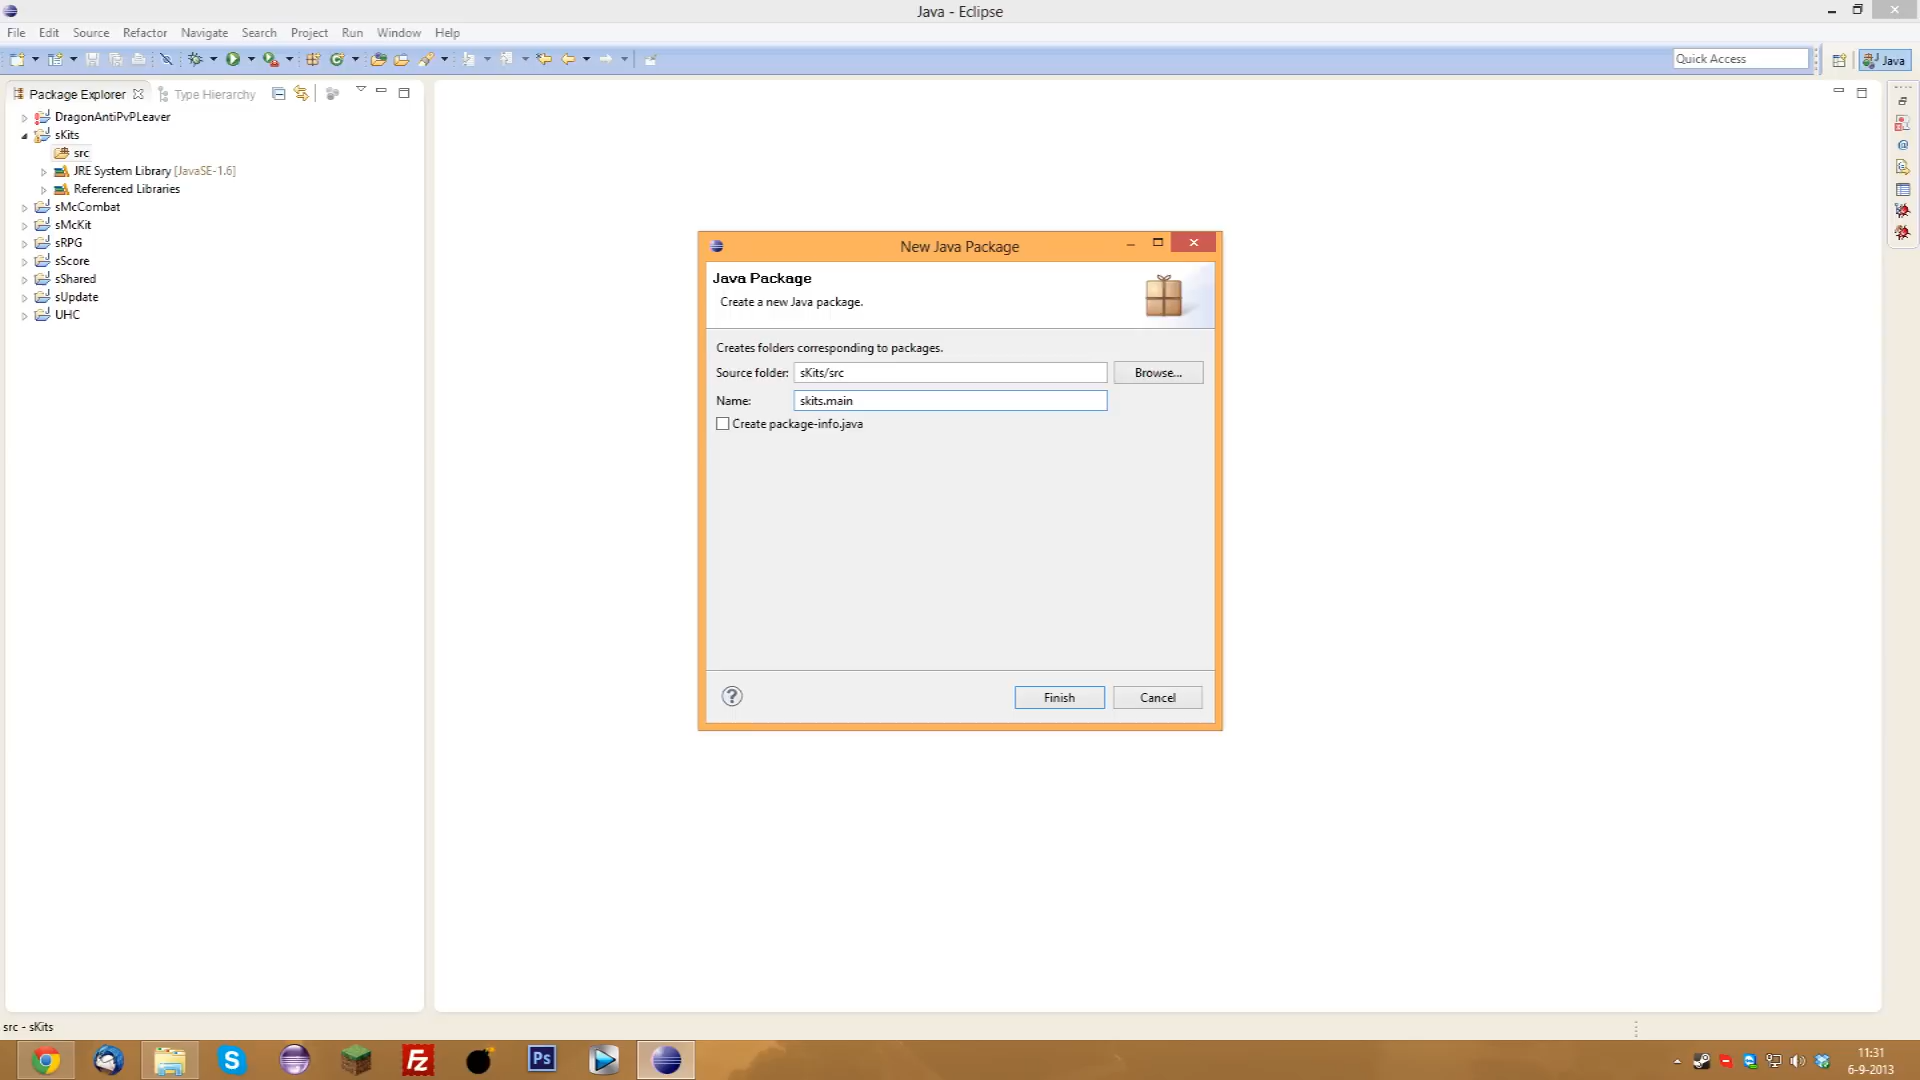 Java - Eclipse
File Edit Source Refactor Navigate Search Project Run Window Help
Quick Access
Java
Package Explorer
Type Hierarchy
DragonAntiPvPLeaver
sKits
src
JRE System Library [JavaSE-1.6]
Referenced Libraries
sMcCombat
sMcKit
sRPG
sScore
sShared
sUpdate
UHC
New Java Package
Java Package
Create a new Java package.
Creates folders corresponding to packages.
Source folder: sKits/src Browse...
Name: skits.main
Create package-info.java
?
Finish Cancel
src - sKits
S
Fz
Ps
11:31
6-9-2013